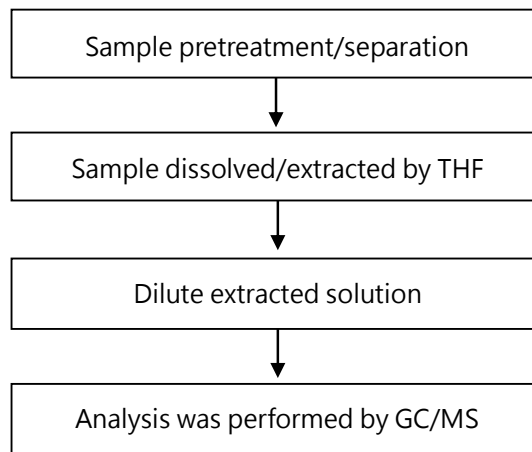 Sample pretreatment/separation
Sample dissolved/extracted by THF
Dilute extracted solution
Analysis was performed by GC/MS